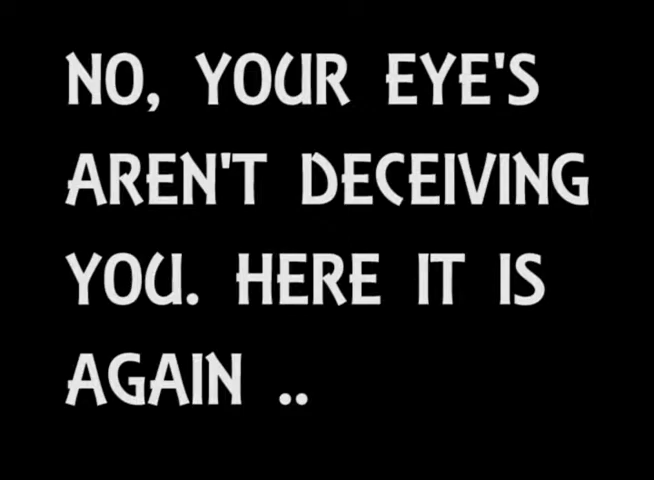 NO, YOUR EYE'S
AREN'T DECEIVING
YOU. HERE IT IS
AGAIN ..